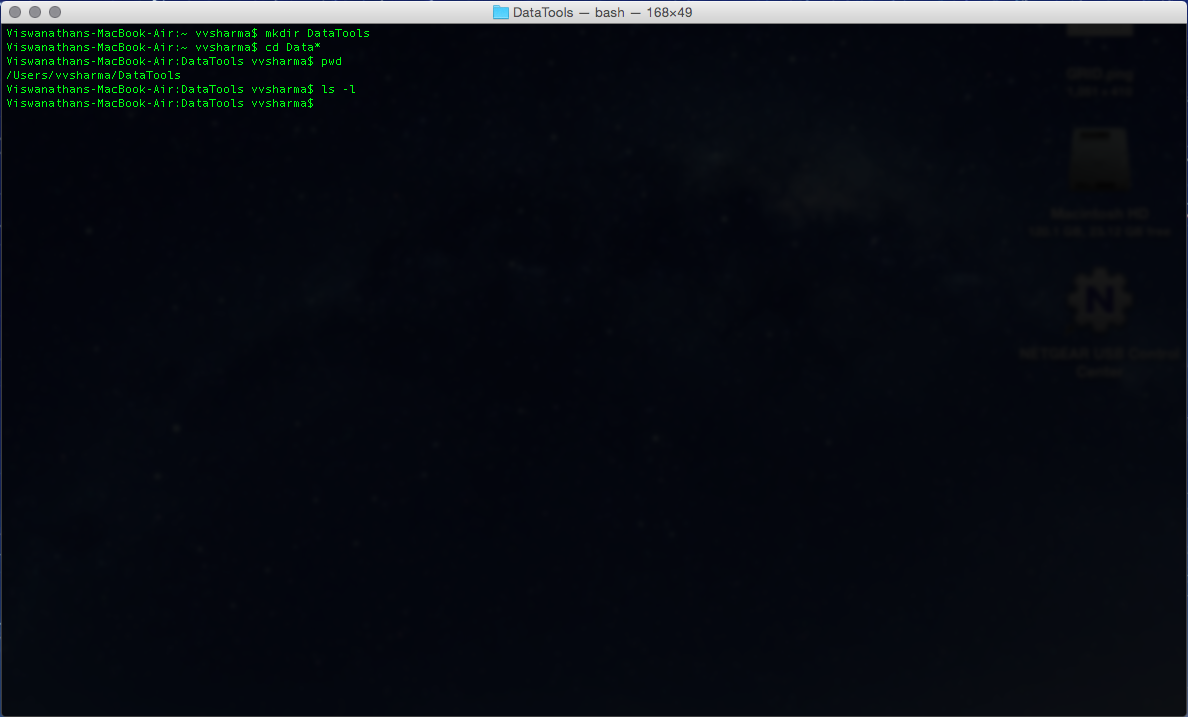 DataTools — bash — 168×49
Viswanathans-MacBook-Air:~ vvsharma$ mkdir DataTools
Viswanathans-MacBook-Air:~ vvsharma$ cd Data*
Viswanathans-MacBook-Air:DataTools vvsharma$ pwd
/Users/vvsharma/DataTools
Viswanathans-MacBook-Air:DataTools vvsharma$ ls -l
Viswanathans-MacBook-Air:DataTools vvsharma$
Macintosh HD
NETGEAR USB Control
Center